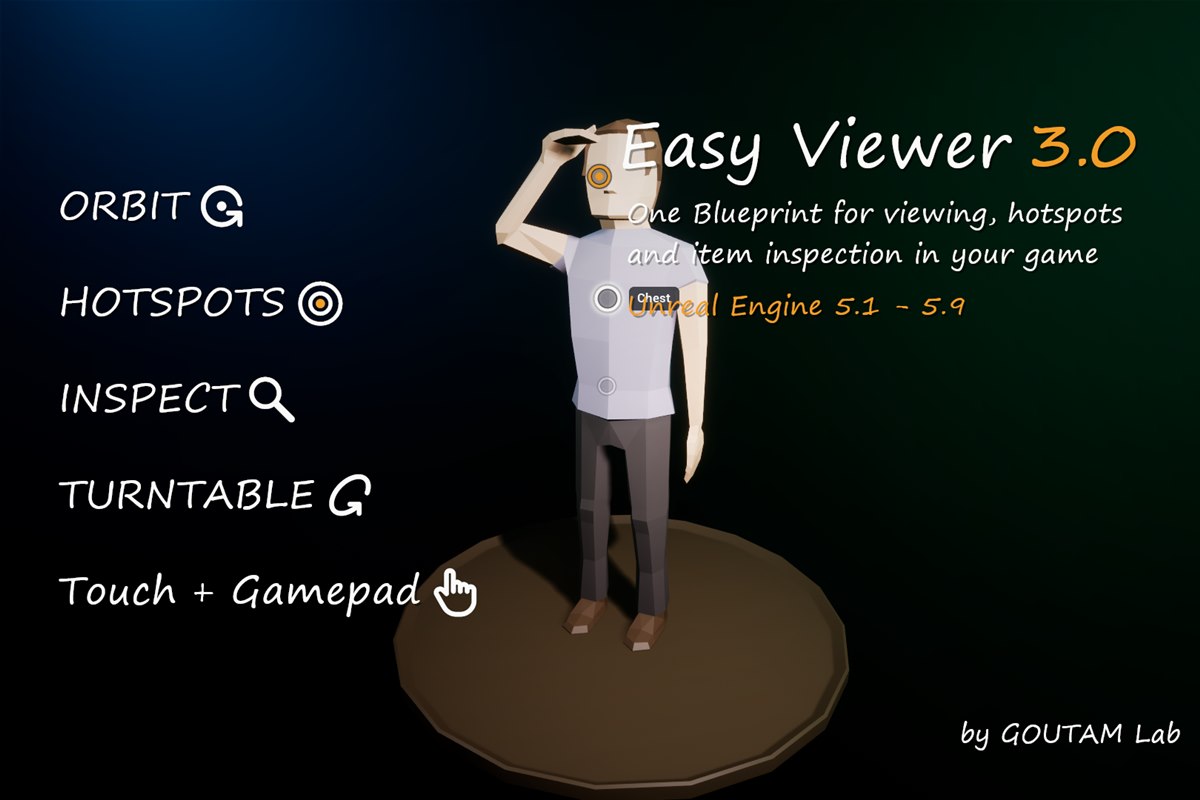 Easy Viewer 3.0
One Blueprint for viewing, hotspots
and item inspection in your game
Unreal Engine 5.1 - 5.9
Chest
ORBIT
HOTSPOTS
INSPECT
TURNTABLE
Touch + Gamepad
by GOUTAM Lab